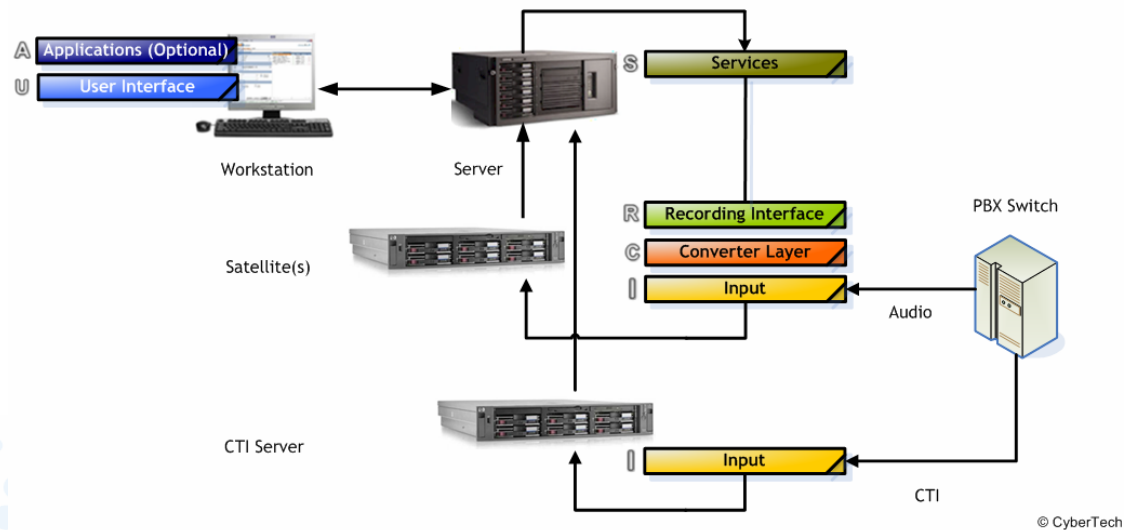 A Applications (Optional)
U User Interface
S Services
Workstation
Server
R Recording Interface
PBX Switch
C Converter Layer
Satellite(s)
I Input
Audio
CTI Server
I Input
CTI
© CyberTech